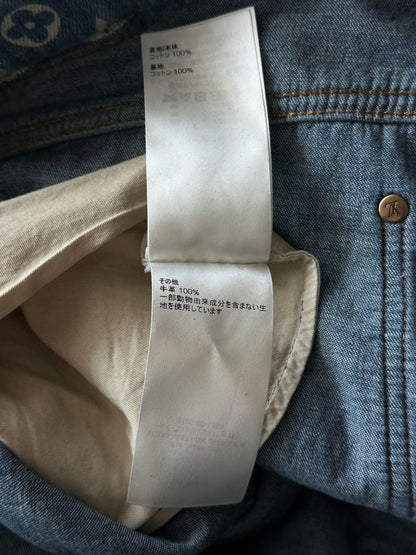 表地/本体
コットン 100%
裏地
コットン 100%
その他
牛革 100%
一部動物由来成分を含まない生
地を使用しています